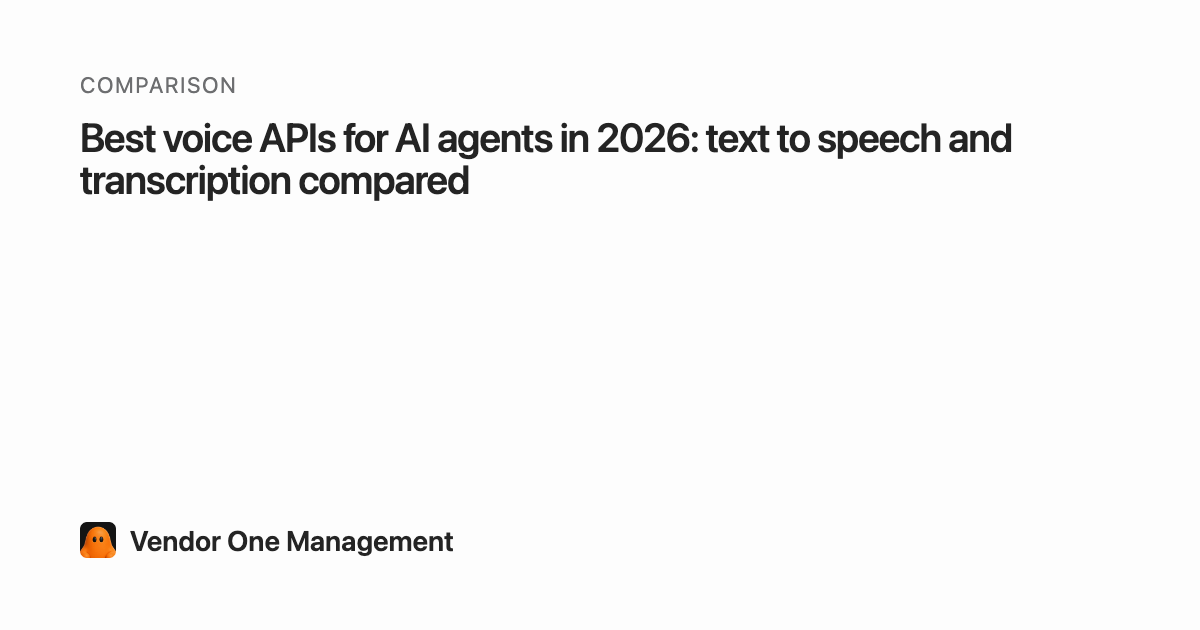 COMPARISON
Best voice APIs for AI agents in 2026: text to speech and
transcription compared
Vendor One Management